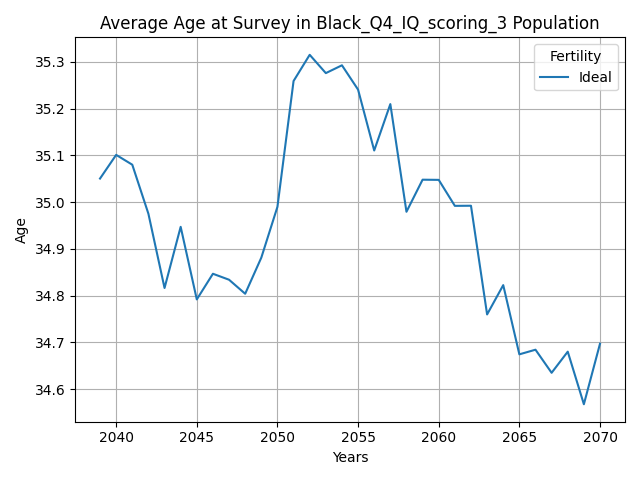 Average Age at Survey in Black_Q4_IQ_scoring_3 Population
Fertility
Ideal
35.3
35.2
35.1
35.0
34.9
34.8
34.7
34.6
Age
2040 2045 2050 2055 2060 2065 2070
Years